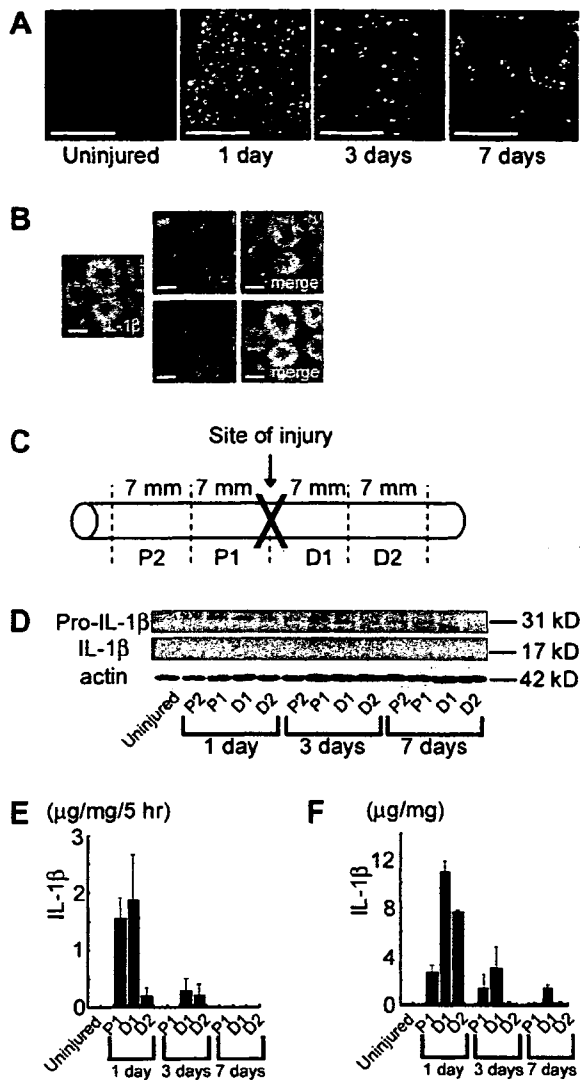 A
Uninjured 1 day 3 days 7 days
B
IL-1β merge
merge
C
Site of injury
7 mm 7 mm 7 mm 7 mm
P2 P1 D1 D2
D
Pro-IL-1β 31 kD
IL-1β 17 kD
actin 42 kD
Uninjured P2 P1 D1 D2 P2 P1 D1 D2 P2 P1 D1 D2
1 day 3 days 7 days
E (μg/mg/5 hr)
IL-1β
3
2
1
0
Uninjured P1 D1 D2 P1 D1 D2 P1 D1 D2
1 day 3 days 7 days
F (μg/mg)
IL-1β
12
8
4
0
Uninjured P1 D1 D2 P1 D1 D2 P1 D1 D2
1 day 3 days 7 days